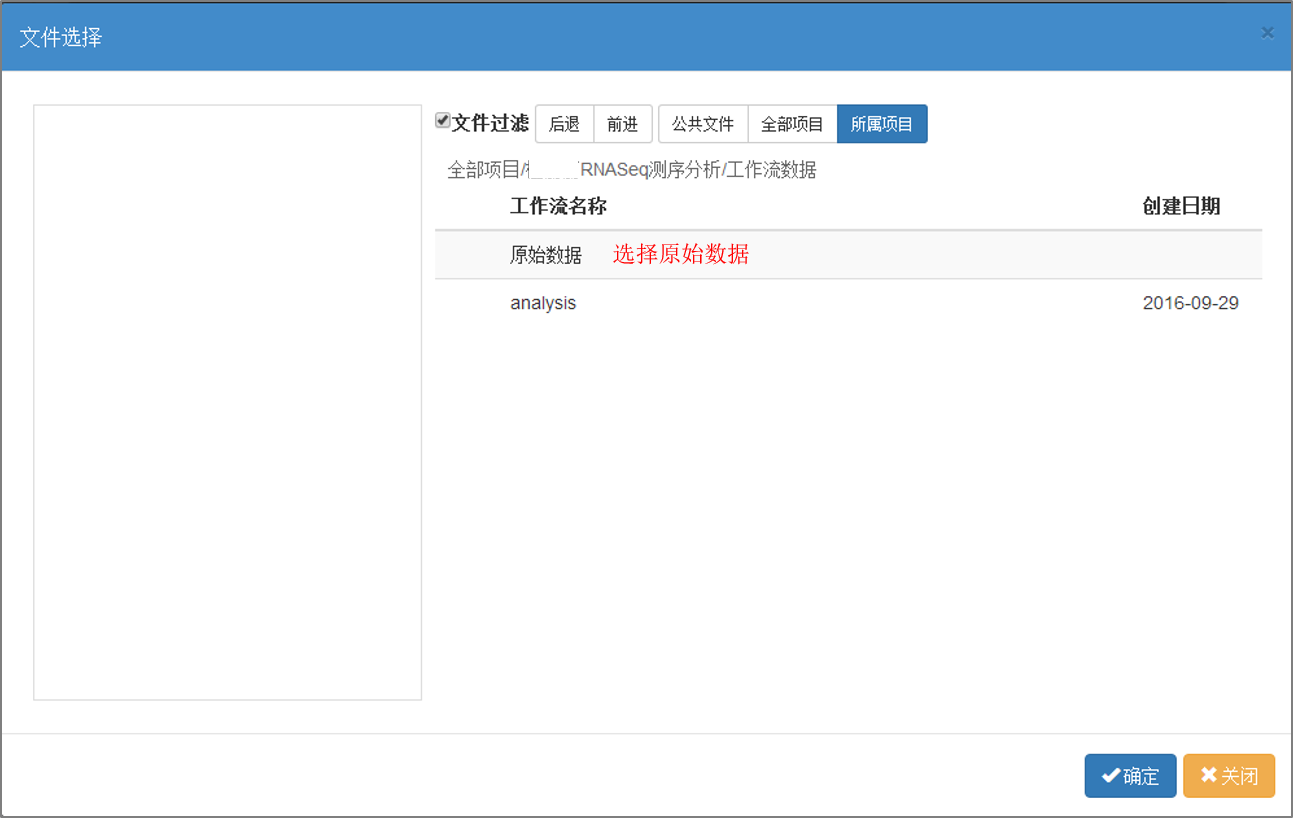 文件选择 ×
文件过滤 后退 前进 公共文件 全部项目 所属项目
全部项目/ RNASeq测序分析/工作流数据
工作流名称 创建日期
原始数据 选择原始数据
analysis 2016-09-29
确定 关闭